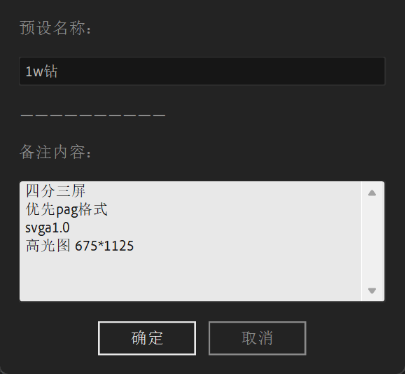 预设名称:
1w钻
——————————
备注内容:
四分三屏
优先pag格式
svga1.0
高光图 675*1125
确定
取消